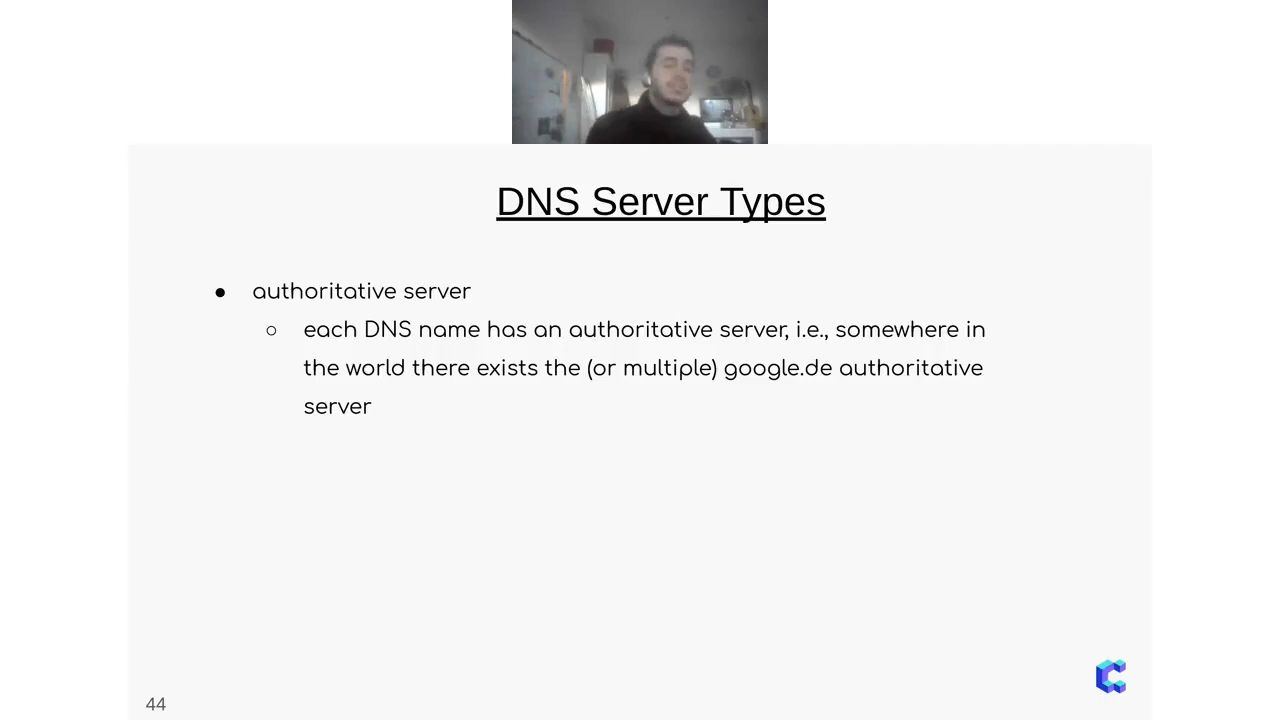 DNS Server Types
● authoritative server
○ each DNS name has an authoritative server, i.e., somewhere in
the world there exists the (or multiple) google.de authoritative
server
44